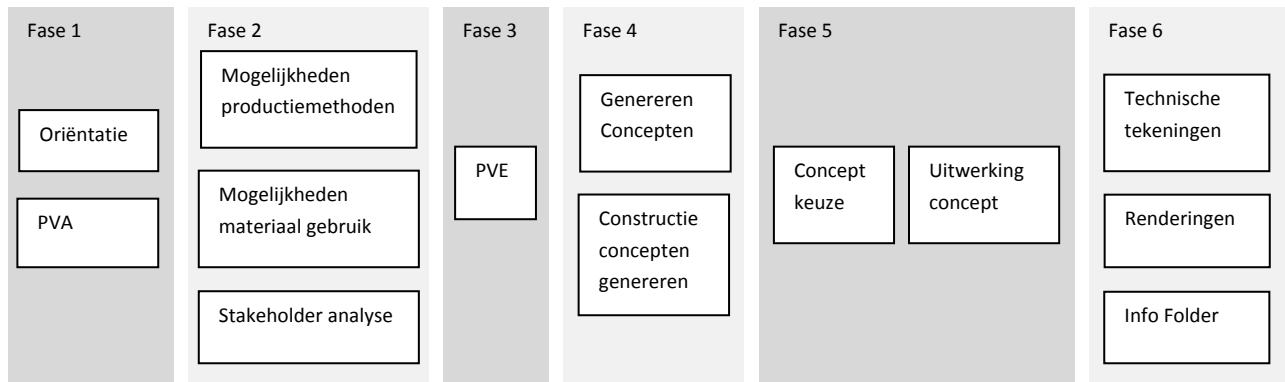 Fase 1
Oriëntatie
PVA
Fase 2
Mogelijkheden
productiemethoden
Mogelijkheden
materiaal gebruik
Stakeholder analyse
Fase 3
PVE
Fase 4
Genereren
Concepten
Constructie
concepten
genereren
Fase 5
Concept
keuze
Uitwerking
concept
Fase 6
Technische
tekeningen
Renderingen
Info Folder